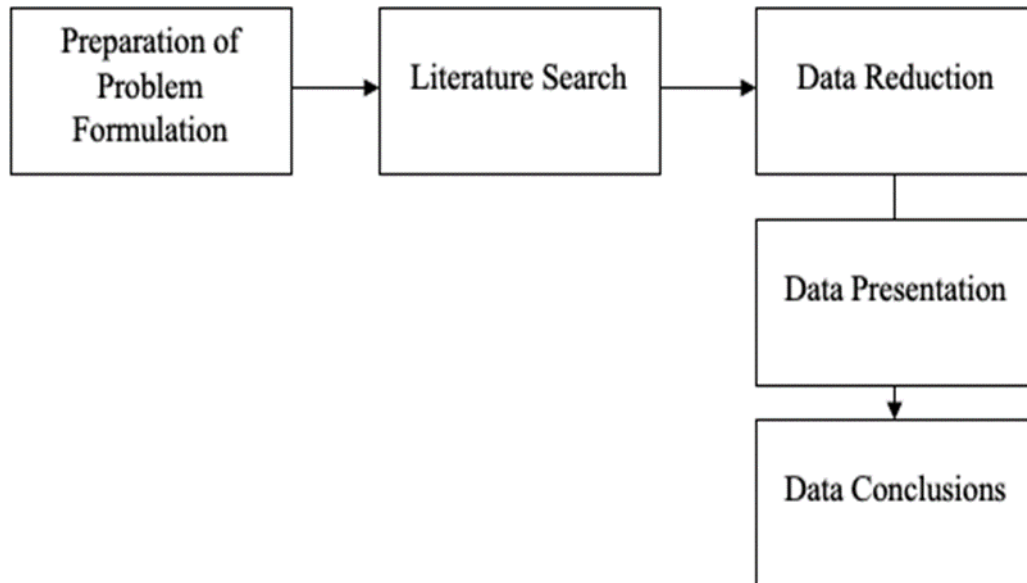 Preparation of
Problem
Formulation
Literature Search
Data Reduction
Data Presentation
Data Conclusions